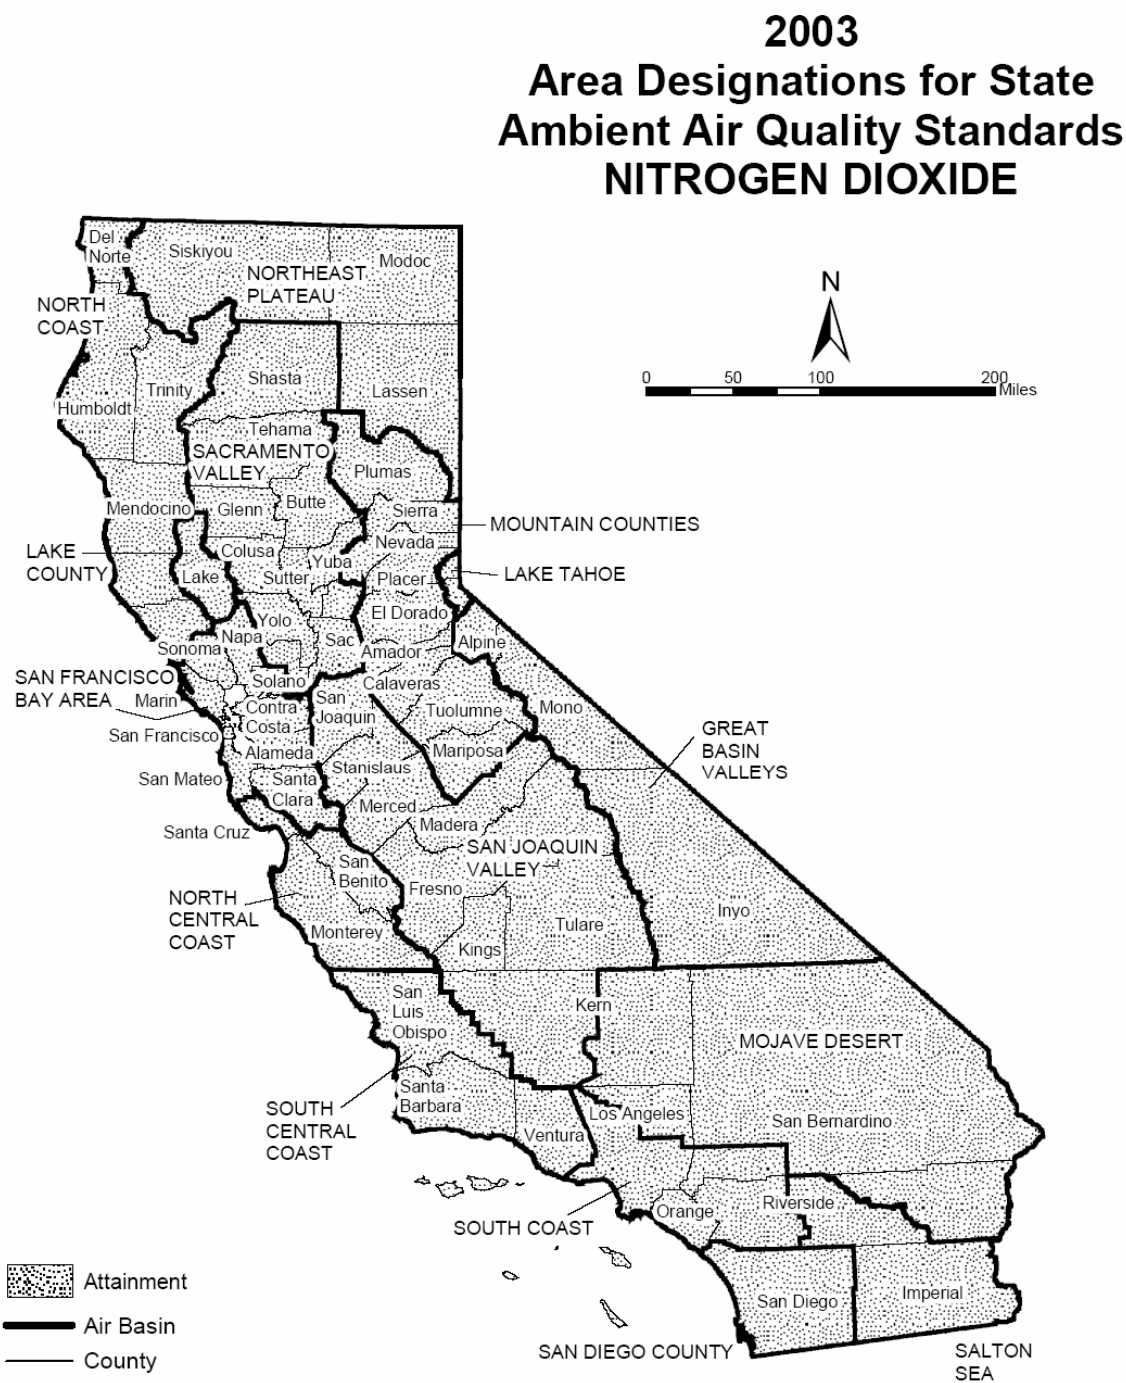 2003
Area Designations for State
Ambient Air Quality Standards
NITROGEN DIOXIDE
N
0
50
100
200
Miles
Del
Norte
Siskiyou
Modoc
NORTHEAST
PLATEAU
NORTH
COAST
Shasta
Trinity
Lassen
Humboldt
Tehama
SACRAMENTO
VALLEY
Plumas
Butte
Mendocino
Glenn
Sierra
MOUNTAIN COUNTIES
Nevada
LAKE
COUNTY
Colusa
Yuba
Lake
Sutter
Placer
LAKE TAHOE
El Dorado
Yolo
Napa
Sac
Sonoma
Amador
Alpine
SAN FRANCISCO
BAY AREA
Solano
Calaveras
Marin
Contra
Costa
San
Joaquin
Tuolumne
Mono
San Francisco
GREAT
BASIN
VALLEYS
Alameda
Mariposa
Stanislaus
San Mateo
Santa
Clara
Merced
Madera
Santa Cruz
SAN JOAQUIN
VALLEY
San
Benito
Fresno
NORTH
CENTRAL
COAST
Inyo
Monterey
Tulare
Kings
San
Luis
Obispo
Kern
MOJAVE DESERT
Santa
Barbara
SOUTH
CENTRAL
COAST
Los Angeles
San Bernardino
Ventura
Riverside
Orange
SOUTH COAST
Attainment
Air Basin
County
San Diego
Imperial
SAN DIEGO COUNTY
SALTON
SEA